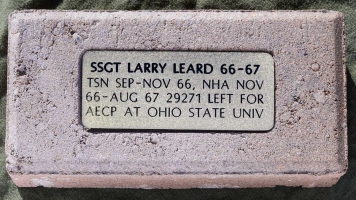 SSGT LARRY LEARD 66-67
TSN SEP-NOV 66, NHA NOV
66-AUG 67 29271 LEFT FOR
AECP AT OHIO STATE UNIV